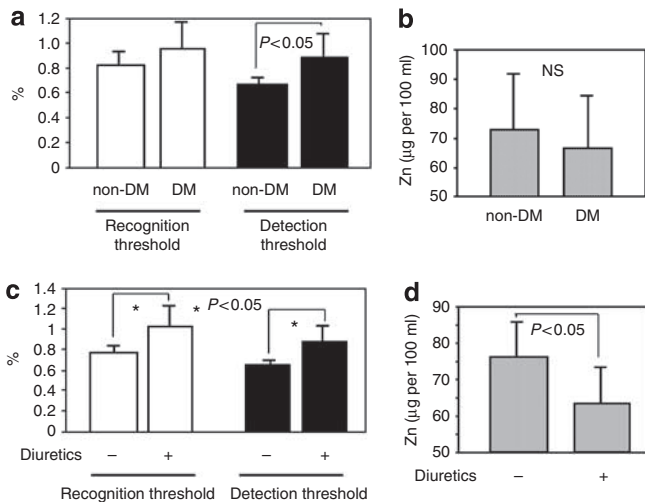 a
1.2
1.0
0.8
0.6
0.4
0.2
0
%
P<0.05
non-DM DM non-DM DM
Recognition threshold
Detection threshold
b
100
90
80
70
60
50
Zn (μg per 100 ml)
NS
non-DM DM
c
1.4
1.2
1
0.8
0.6
0.4
0.2
0
%
* * P<0.05
*
Diuretics – + – +
Recognition threshold Detection threshold
d
90
80
70
60
50
Zn (μg per 100 ml)
P<0.05
Diuretics – +